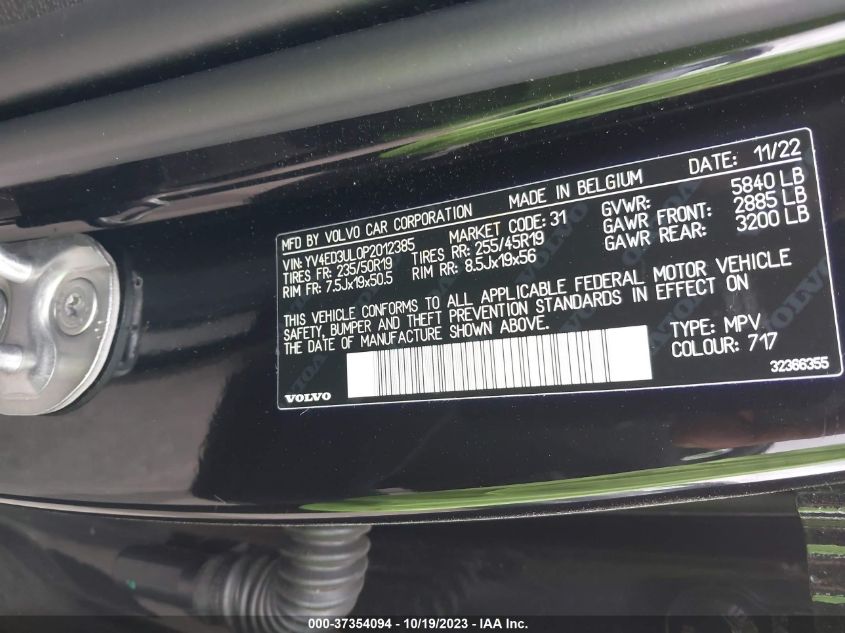 MFD BY VOLVO CAR CORPORATION MADE IN BELGIUM DATE: 11/22
VIN: YV4ED3UL0P2012385 MARKET CODE: 31 GVWR: 5840 LB
TIRES FR: 235/50R19 TIRES RR: 255/45R19 GAWR FRONT: 2885 LB
RIM FR: 7.5Jx19x50.5 RIM RR: 8.5Jx19x56 GAWR REAR: 3200 LB
THIS VEHICLE CONFORMS TO ALL APPLICABLE FEDERAL MOTOR VEHICLE
SAFETY, BUMPER AND THEFT PREVENTION STANDARDS IN EFFECT ON
THE DATE OF MANUFACTURE SHOWN ABOVE.
TYPE: MPV
COLOUR: 717
VOLVO
32366355
000-37354094 - 10/19/2023 - IAA Inc.